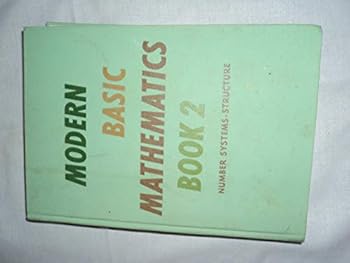 MODERN
BASIC
MATHEMATICS
BOOK 2
NUMBER SYSTEMS-STRUCTURE